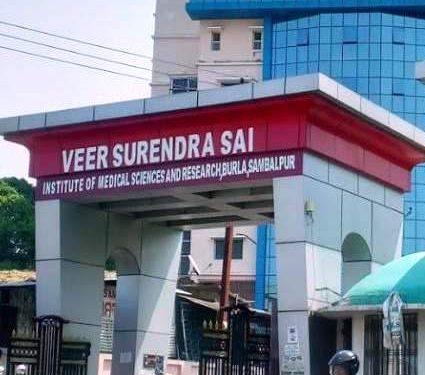 VEER SURENDRA SAI
INSTITUTE OF MEDICAL SCIENCES AND RESEARCH,BURLA,SAMBALPUR